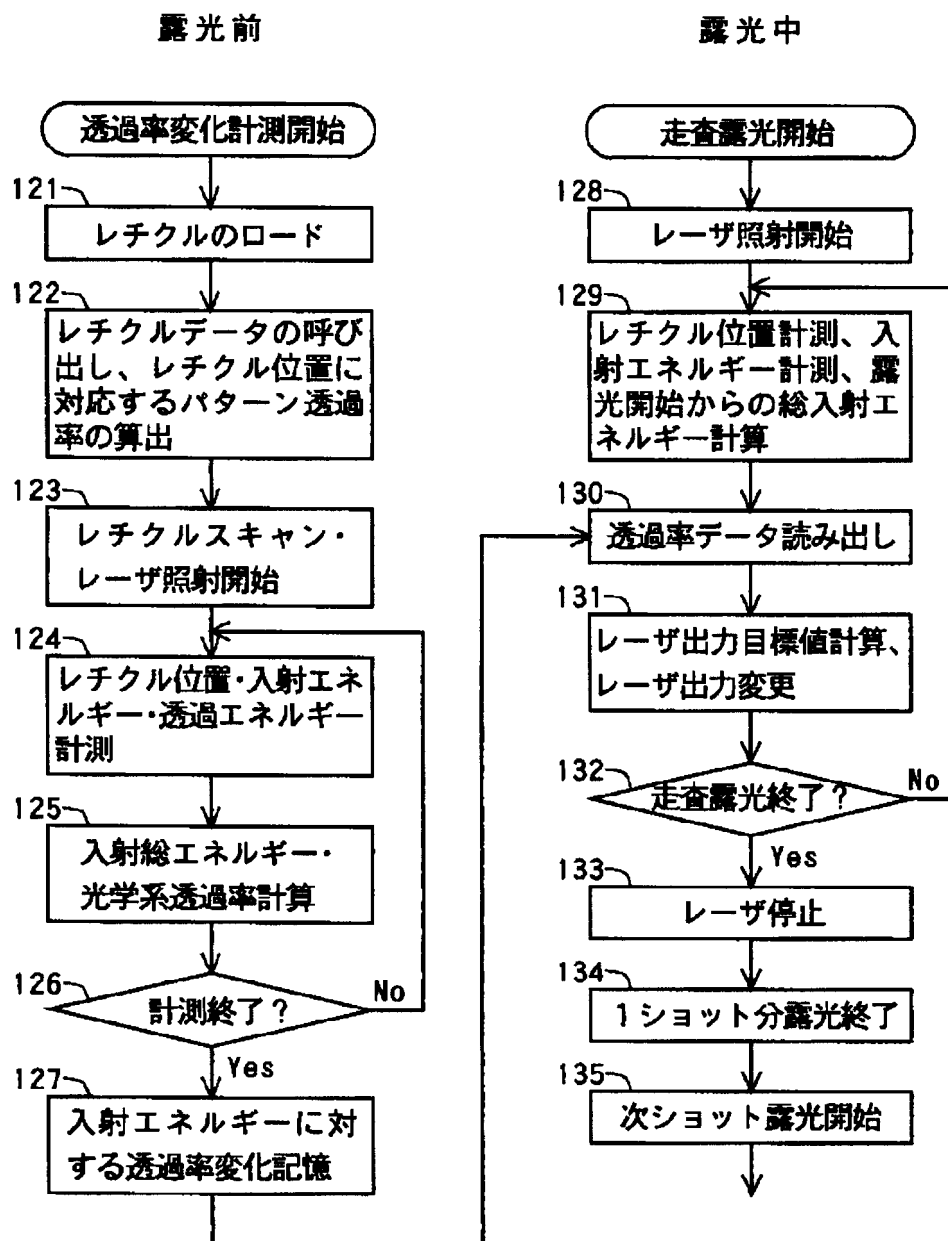 露光前
透過率変化計測開始
121
レチクルのロード
122
レチクルデータの呼び
出し、レチクル位置に
対応するパターン透過
率の算出
123
レチクルスキャン・
レーザ照射開始
124
レチクル位置・入射エネ
ルギー・透過エネルギー
計測
125
入射総エネルギー・
光学系透過率計算
126
計測終了?
No
Yes
127
入射エネルギーに対
する透過率変化記憶
露光中
走査露光開始
128
レーザ照射開始
129
レチクル位置計測、入
射エネルギー計測、露
光開始からの総入射エ
ネルギー計算
130
透過率データ読み出し
131
レーザ出力目標値計算、
レーザ出力変更
132
走査露光終了?
No
Yes
133
レーザ停止
134
1ショット分露光終了
135
次ショット露光開始